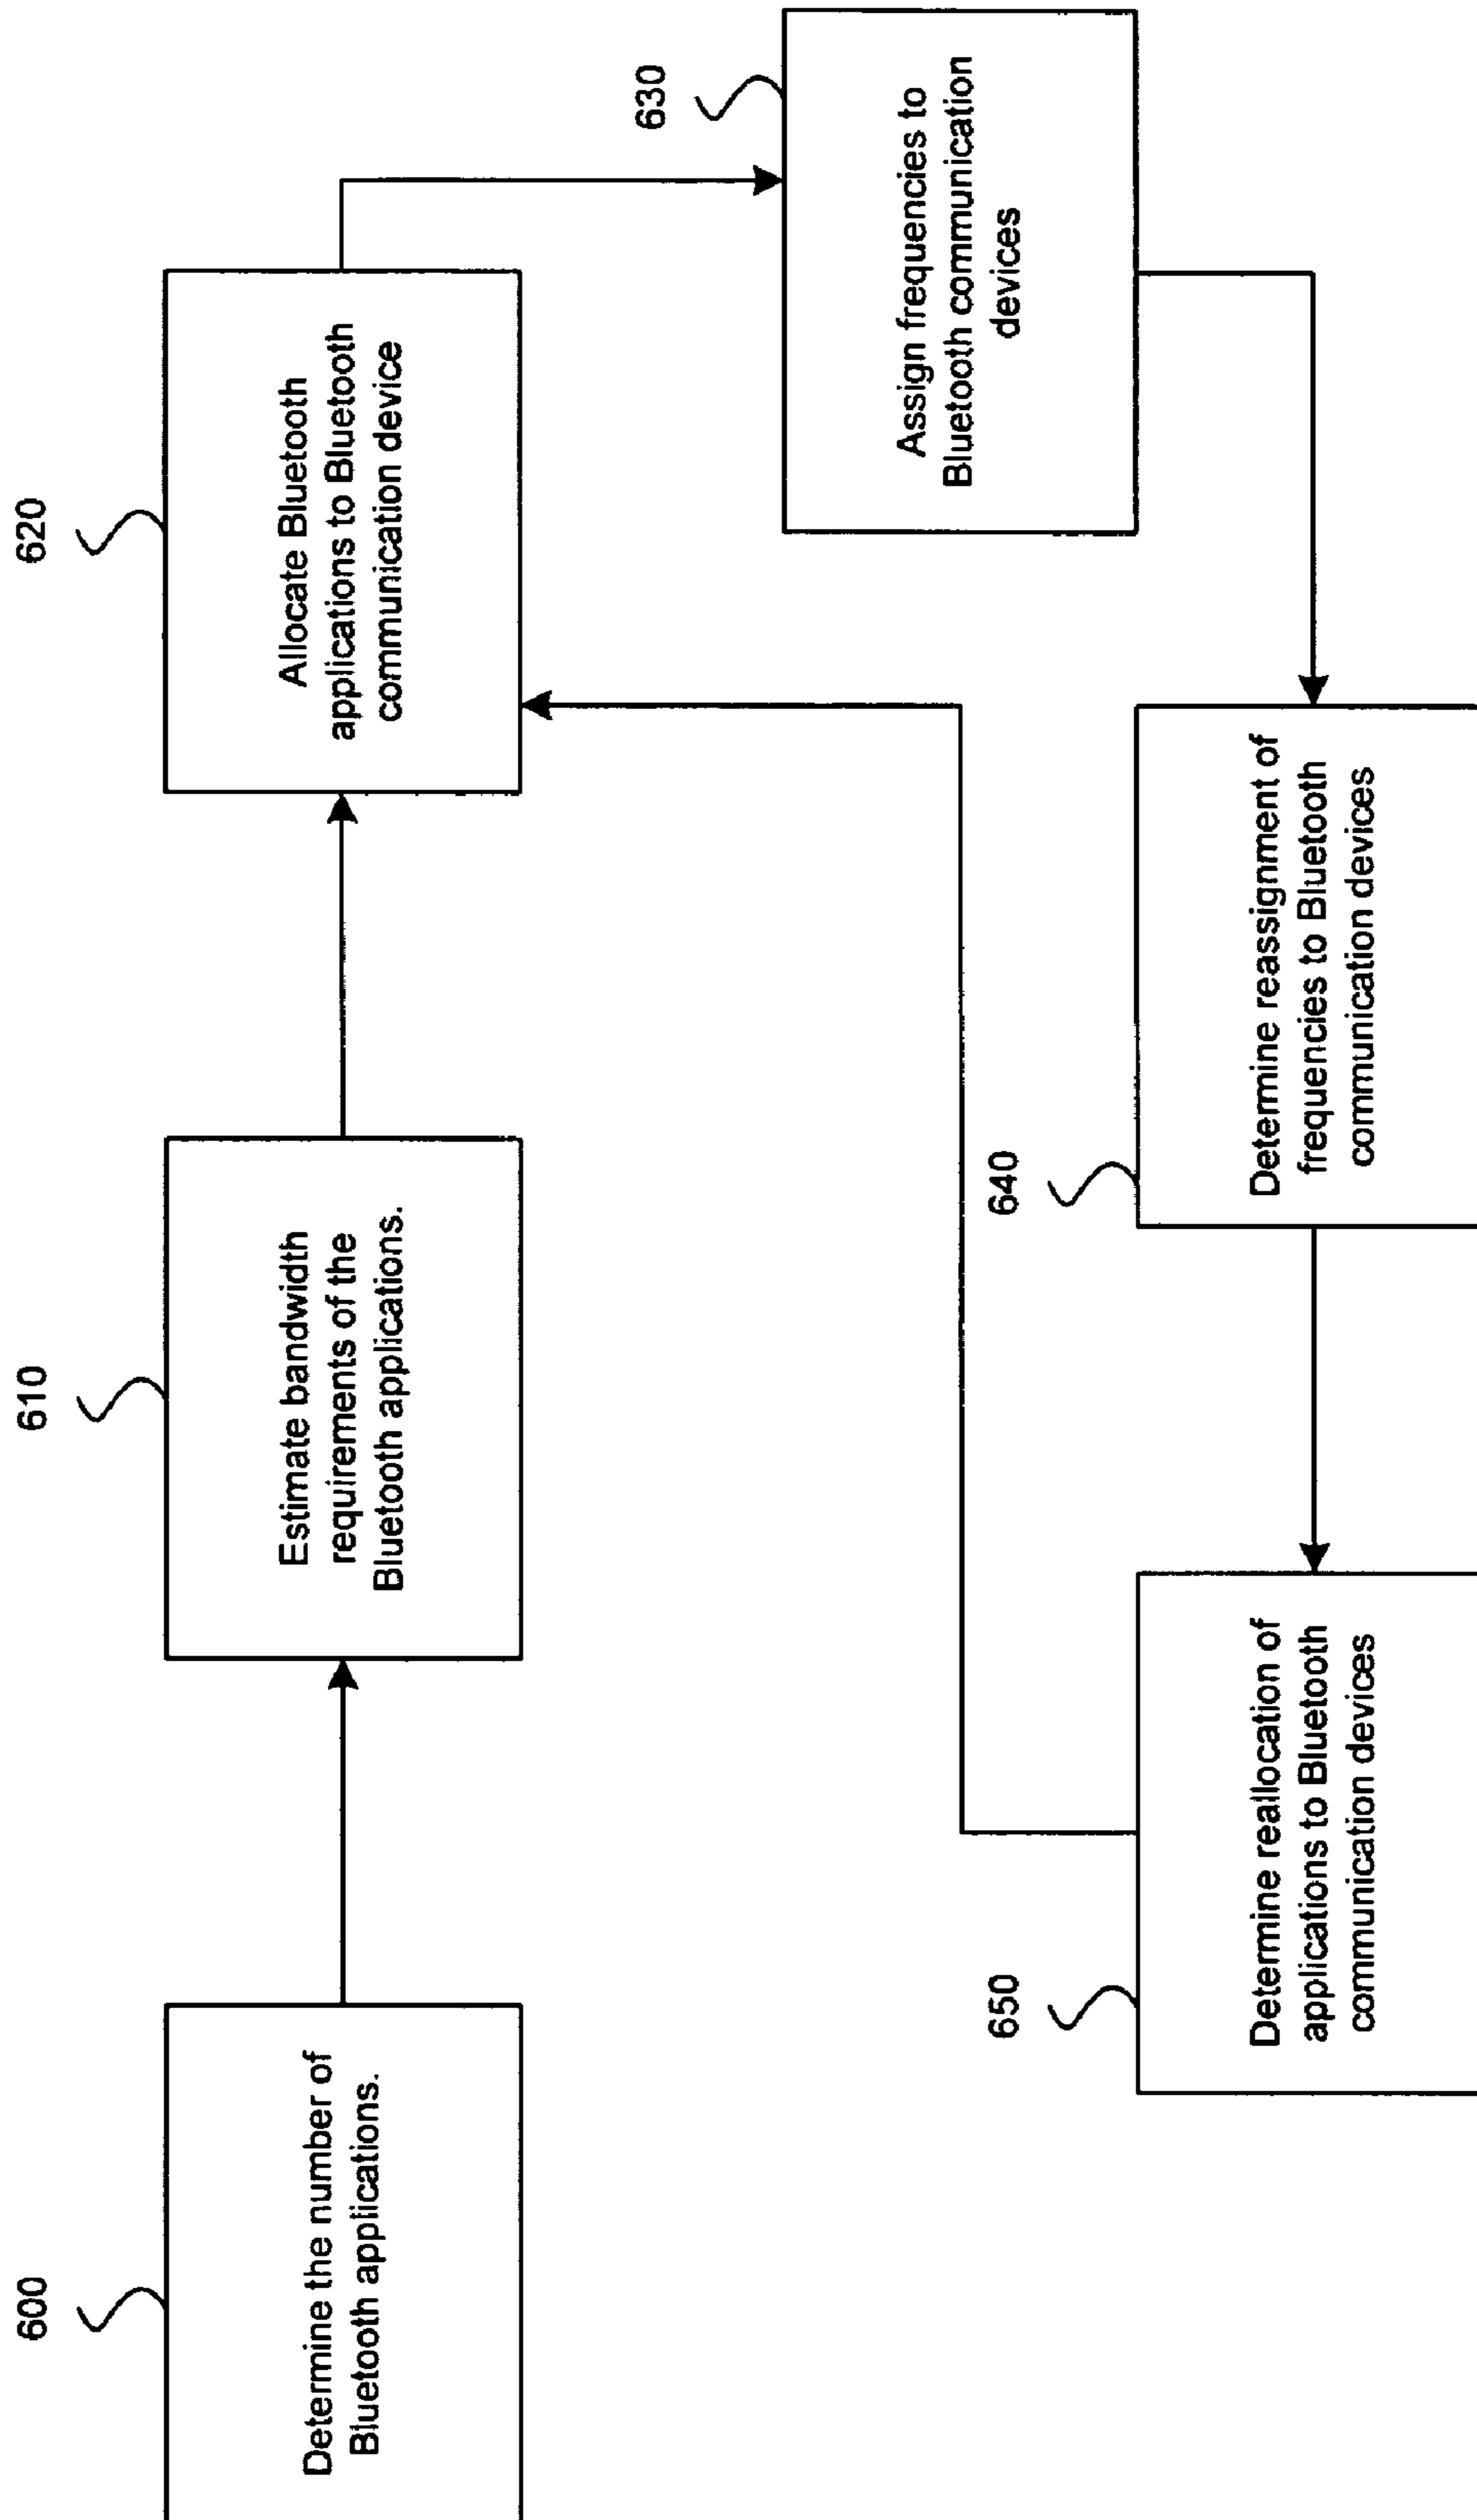 600
Determine the number of
Bluetooth applications.
610
Estimate bandwidth
requirements of the
Bluetooth applications.
620
Allocate Bluetooth
applications to Bluetooth
communication device
630
Assign frequencies to
Bluetooth communication
devices
640
Determine reassignment of
frequencies to Bluetooth
communication devices
650
Determine reallocation of
applications to Bluetooth
communication devices